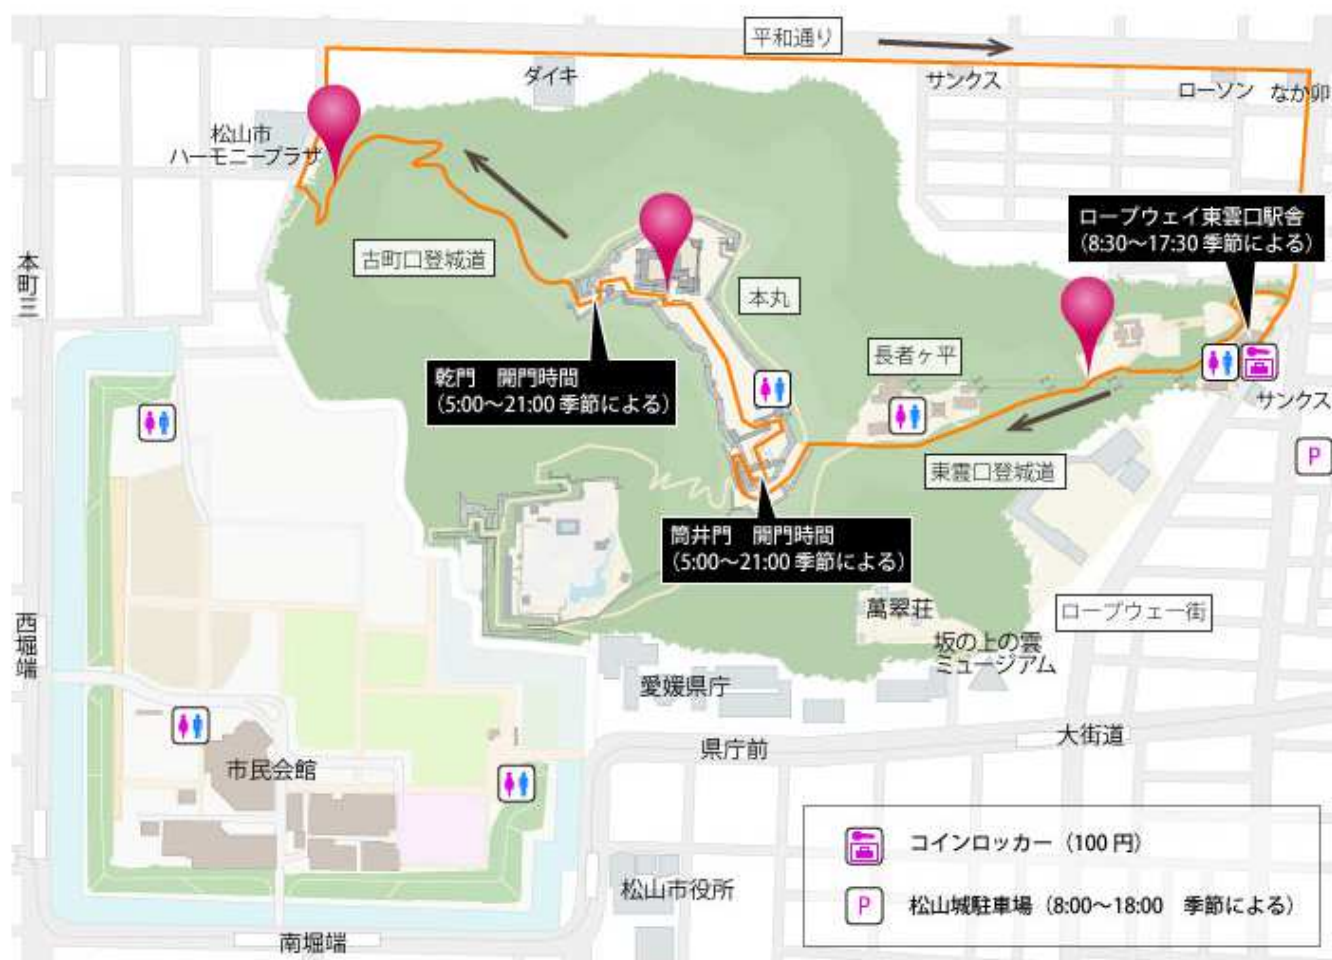 平和通り
ダイキ
サンクス
ローソン
なか卯
松山市
ハーモニープラザ
ロープウェイ東雲口駅舎
（8:30～17:30 季節による）
古町口登城道
本町三
本丸
長者ヶ平
乾門　開門時間
（5:00～21:00 季節による）
サンクス
P
東雲口登城道
筒井門　開門時間
（5:00～21:00 季節による）
萬翠荘
ロープウェー街
西堀端
坂の上の雲
ミュージアム
愛媛県庁
県庁前
大街道
市民会館
コインロッカー（100 円）
松山市役所
P
松山城駐車場（8:00～18:00　季節による）
南堀端